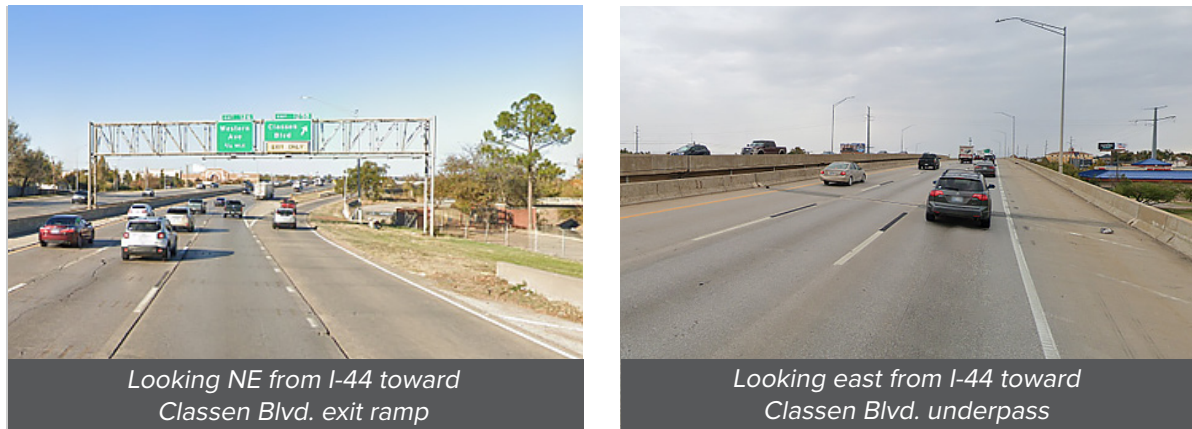 Western
Ave
Classen
Blvd
EXIT ONLY
Looking NE from I-44 toward
Classen Blvd. exit ramp
Looking east from I-44 toward
Classen Blvd. underpass